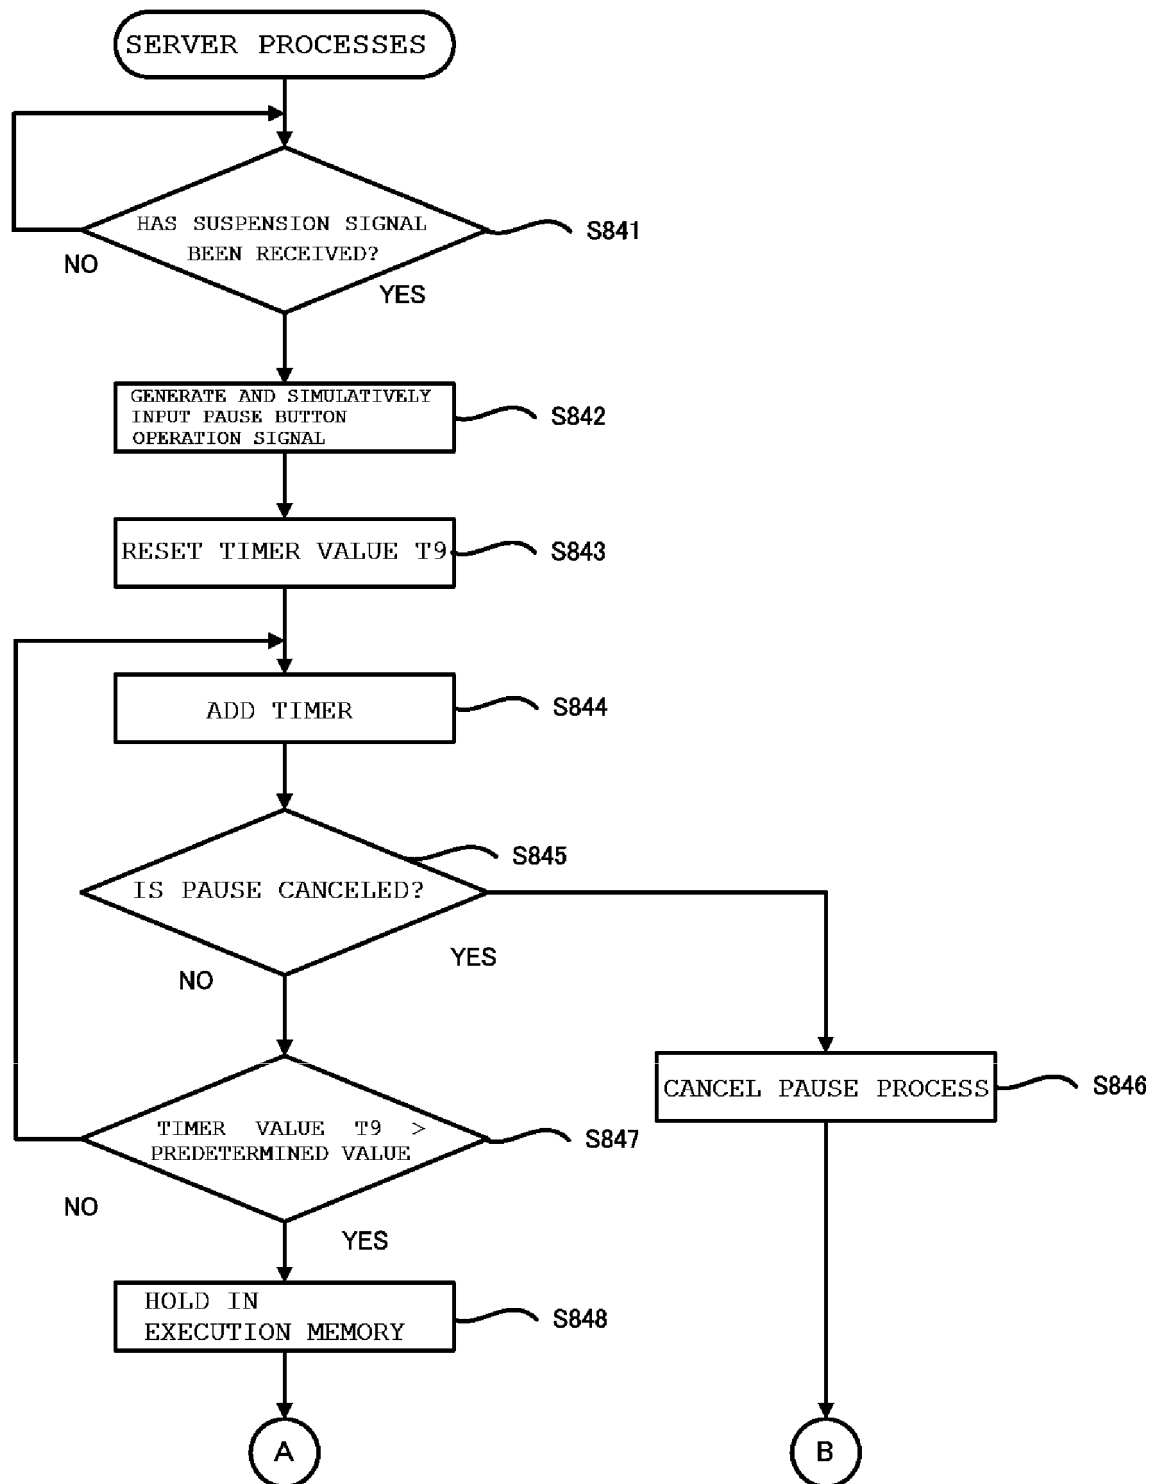 SERVER PROCESSES
HAS SUSPENSION SIGNAL
BEEN RECEIVED?
S841
NO
YES
GENERATE AND SIMULATIVELY
INPUT PAUSE BUTTON
OPERATION SIGNAL
S842
RESET TIMER VALUE T9
S843
ADD TIMER
S844
S845
IS PAUSE CANCELED?
YES
NO
CANCEL PAUSE PROCESS
S846
TIMER VALUE T9 >
PREDETERMINED VALUE
S847
NO
YES
HOLD IN
EXECUTION MEMORY
S848
A
B